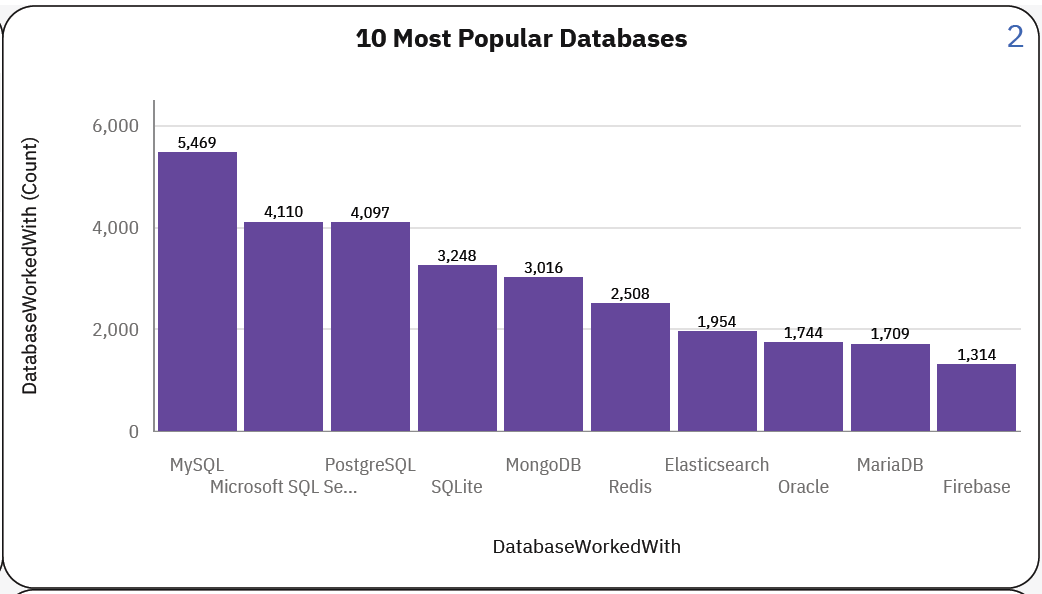 10 Most Popular Databases
2
DatabaseWorkedWith (Count)
6,000
4,000
2,000
0
5,469
4,110
4,097
3,248
3,016
2,508
1,954
1,744
1,709
1,314
MySQL
Microsoft SQL Se...
PostgreSQL
SQLite
MongoDB
Redis
Elasticsearch
Oracle
MariaDB
Firebase
DatabaseWorkedWith